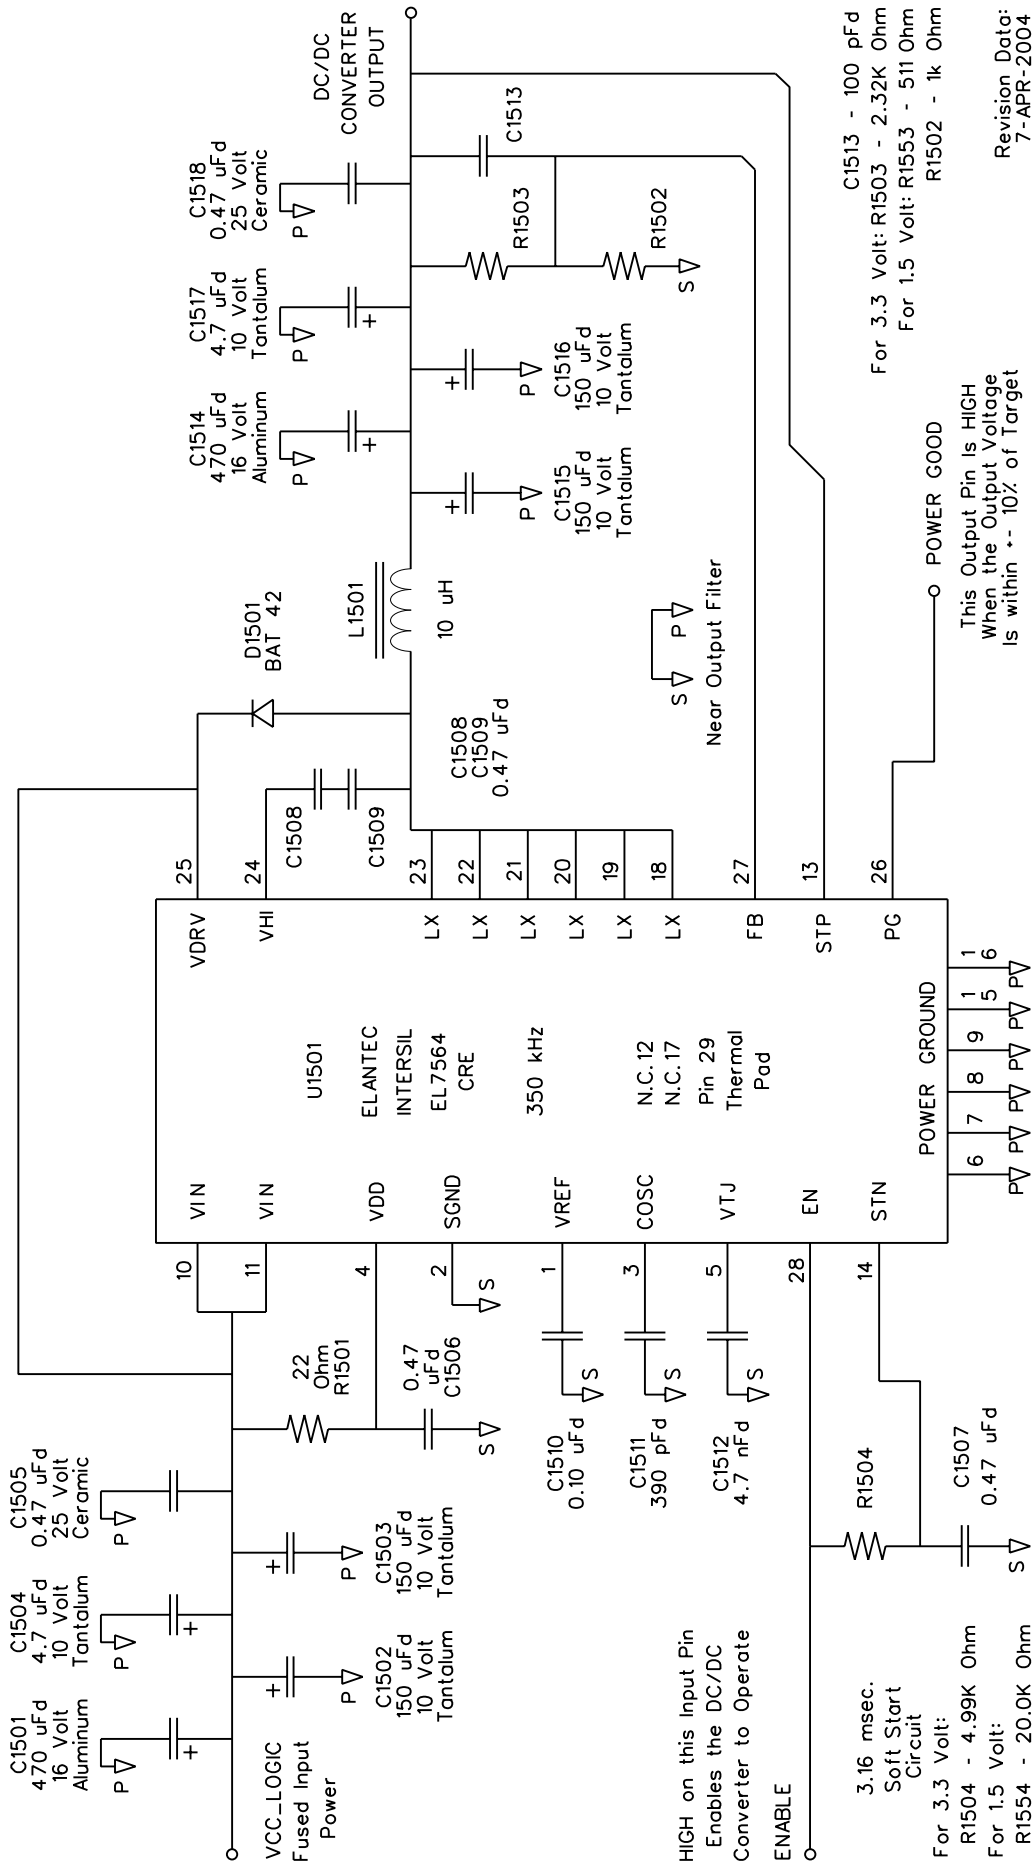 C1501
470 uFd
16 Volt
Aluminum
P
C1504
4.7 uFd
10 Volt
Tantalum
P
C1505
0.47 uFd
25 Volt
Ceramic
P
VCC_LOGIC
Fused Input
Power
+
+
+
+
P
C1502
150 uFd
10 Volt
Tantalum
P
C1503
150 uFd
10 Volt
Tantalum
22
Ohm
R1501
0.47
uFd
C1506
S
10
11
4
2
S
1
S
C1510
0.10 uFd
3
S
C1511
390 pFd
5
S
C1512
4.7 nFd
28
14
HIGH on this Input Pin
Enables the DC/DC
Converter to Operate
ENABLE
3.16 msec.
Soft Start
Circuit
For 3.3 Volt:
R1504 - 4.99K Ohm
For 1.5 Volt:
R1554 - 20.0K Ohm
R1504
C1507
0.47 uFd
S
VIN
VIN
VDD
SGND
VREF
COSC
VTJ
EN
STN
U1501
ELANTEC
INTERSIL
EL7564
CRE
350 kHz
N.C. 12
N.C. 17
Pin 29
Thermal
Pad
POWER GROUND
6
7
8
9
1
5
1
6
P
P
P
P
P
P
VDRV
VHI
LX
LX
LX
LX
LX
LX
FB
STP
PG
25
24
23
22
21
20
19
18
27
13
26
C1508
C1509
D1501
BAT 42
C1508
C1509
0.47 uFd
L1501
10 uH
S
P
Near Output Filter
C1514
470 uFd
16 Volt
Aluminum
P
C1517
4.7 uFd
10 Volt
Tantalum
P
C1518
0.47 uFd
25 Volt
Ceramic
P
+
+
+
+
P
C1515
150 uFd
10 Volt
Tantalum
P
C1516
150 uFd
10 Volt
Tantalum
R1503
R1502
S
C1513
DC/DC
CONVERTER
OUTPUT
POWER GOOD
This Output Pin Is HIGH
When the Output Voltage
Is within +- 10% of Target
C1513 - 100 pFd
For 3.3 Volt: R1503 - 2.32K Ohm
For 1.5 Volt: R1553 - 511 Ohm
R1502 - 1k Ohm
Revision Data:
7-APR-2004